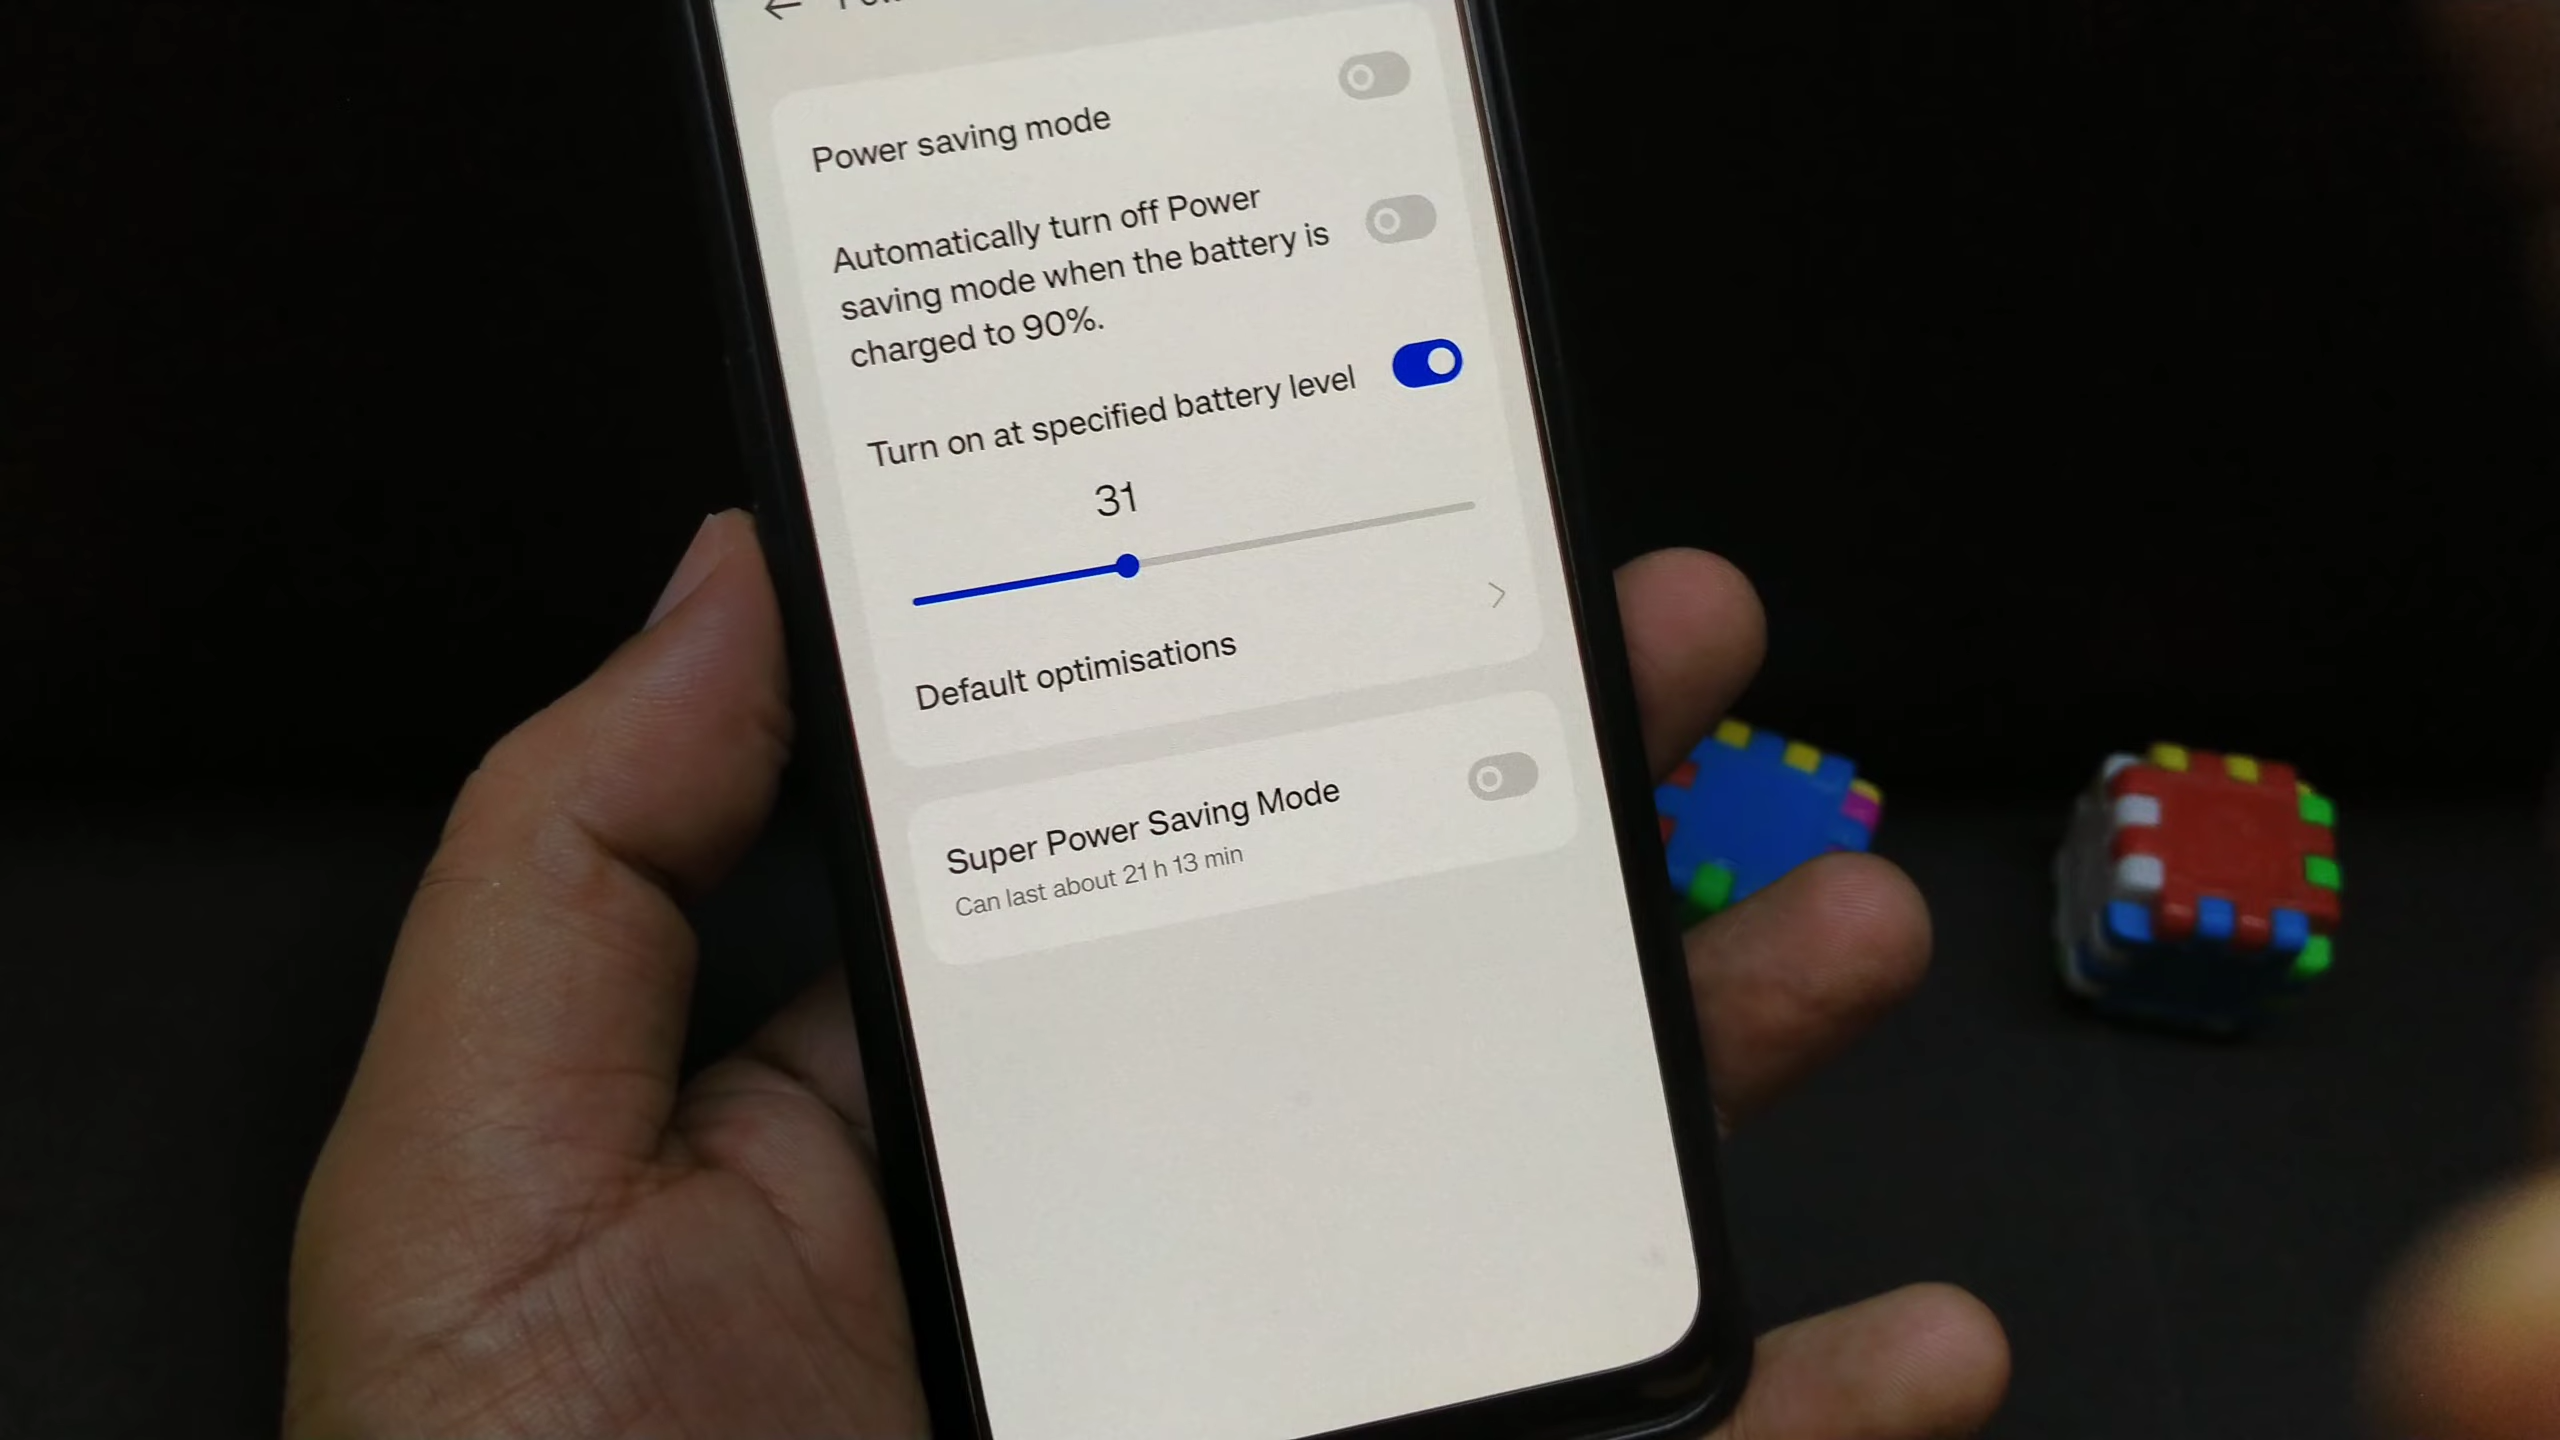 Power saving mode
Automatically turn off Power
saving mode when the battery is
charged to 90%.
Turn on at specified battery level
31
Default optimisations
Super Power Saving Mode
Can last about 21 h 13 min